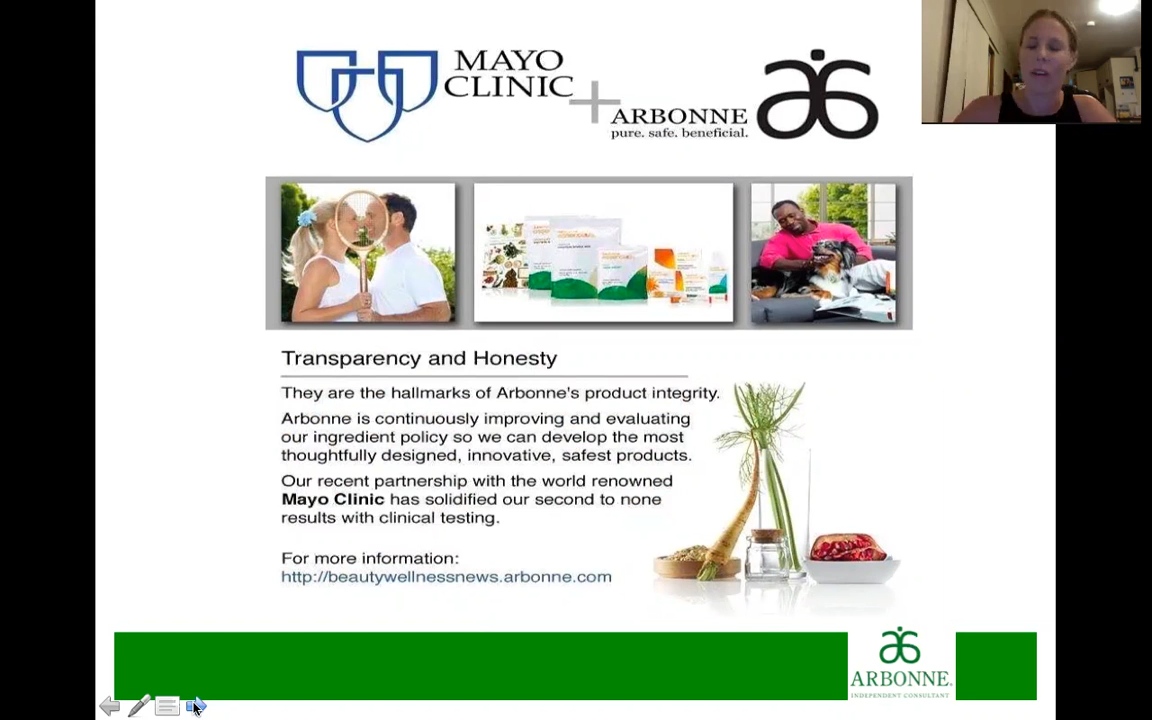 MAYO
CLINIC
ARBONNE
pure. safe. beneficial.
Transparency and Honesty
They are the hallmarks of Arbonne's product integrity.
Arbonne is continuously improving and evaluating
our ingredient policy so we can develop the most
thoughtfully designed, innovative, safest products.
Our recent partnership with the world renowned
Mayo Clinic has solidified our second to none
results with clinical testing.
For more information:
http://beautywellnessnews.arbonne.com
ARBONNE.
INDEPENDENT CONSULTANT